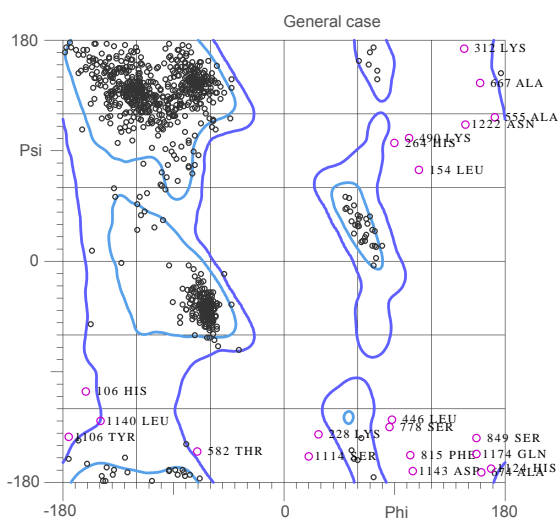 General case
180
312 LYS
667 ALA
555 ALA
1222 ASN
490 LYS
264 HIS
Psi
154 LEU
0
106 HIS
1140 LEU
446 LEU
778 SER
1106 TYR
228 LYS
849 SER
582 THR
1114 SER
815 PHE
1174 GLN
1124 HIS
1143 ASP
674 ALA
-180
-180
0
Phi
180